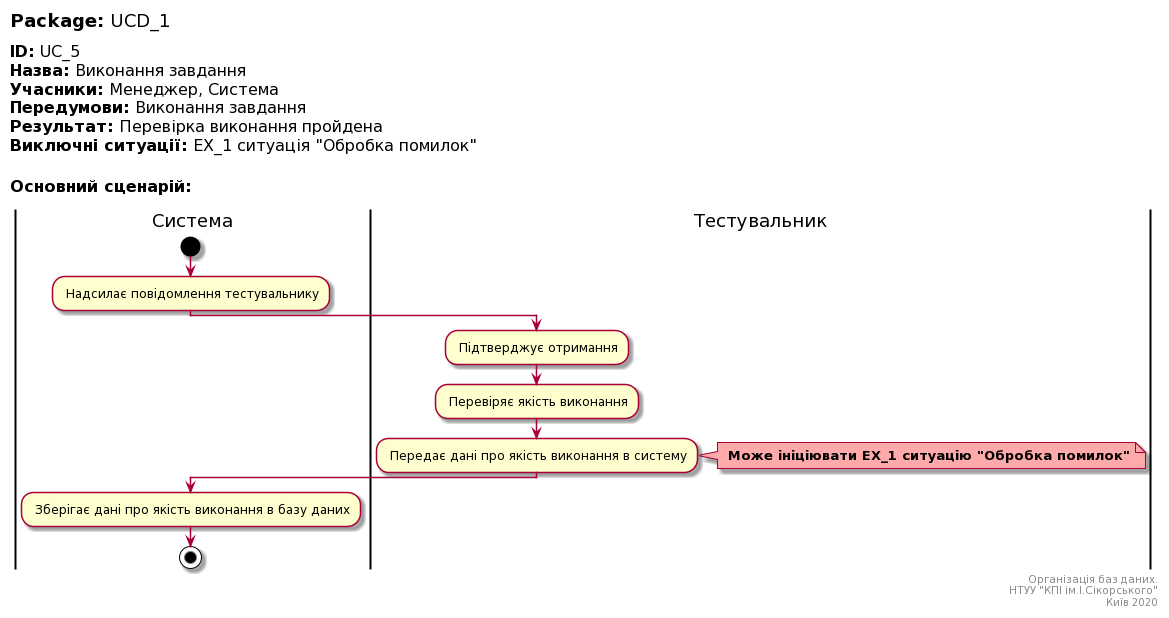 Package: UCD_1
ID: UC_5
Назва: Виконання завдання
Учасники: Менеджер, Система
Передумови: Виконання завдання
Результат: Перевірка виконання пройдена
Виключні ситуації: EX_1 ситуація "Обробка помилок"
Основний сценарій:
Система
Тестувальник
Надсилає повідомлення тестувальнику
Підтверджує отримання
Перевіряє якість виконання
Передає дані про якість виконання в систему
Може ініціювати EX_1 ситуацію "Обробка помилок"
Зберігає дані про якість виконання в базу даних
Організація баз даних.
НТУУ "КПІ ім.І.Сікорського"
Київ 2020